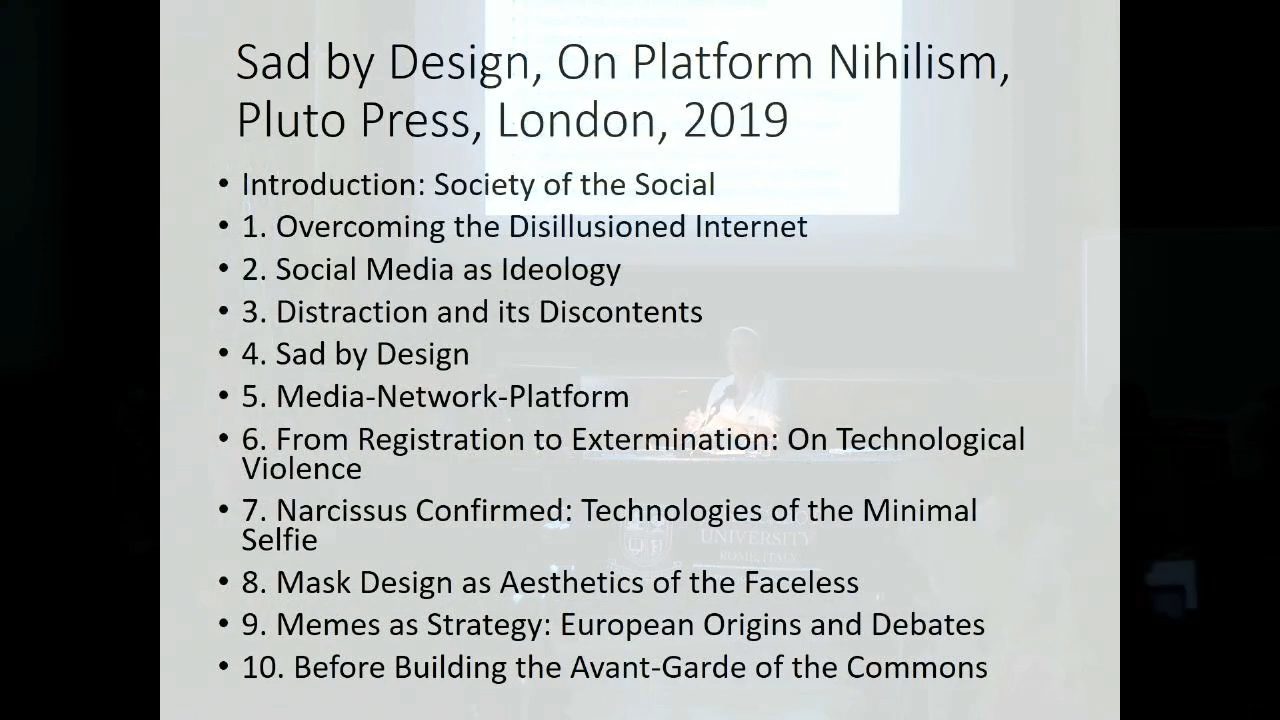 Sad by Design, On Platform Nihilism,
Pluto Press, London, 2019
• Introduction: Society of the Social
• 1. Overcoming the Disillusioned Internet
• 2. Social Media as Ideology
• 3. Distraction and its Discontents
• 4. Sad by Design
• 5. Media-Network-Platform
• 6. From Registration to Extermination: On Technological
Violence
• 7. Narcissus Confirmed: Technologies of the Minimal
Selfie
UNIVERSITY
ROME, ITALY
• 8. Mask Design as Aesthetics of the Faceless
• 9. Memes as Strategy: European Origins and Debates
• 10. Before Building the Avant-Garde of the Commons